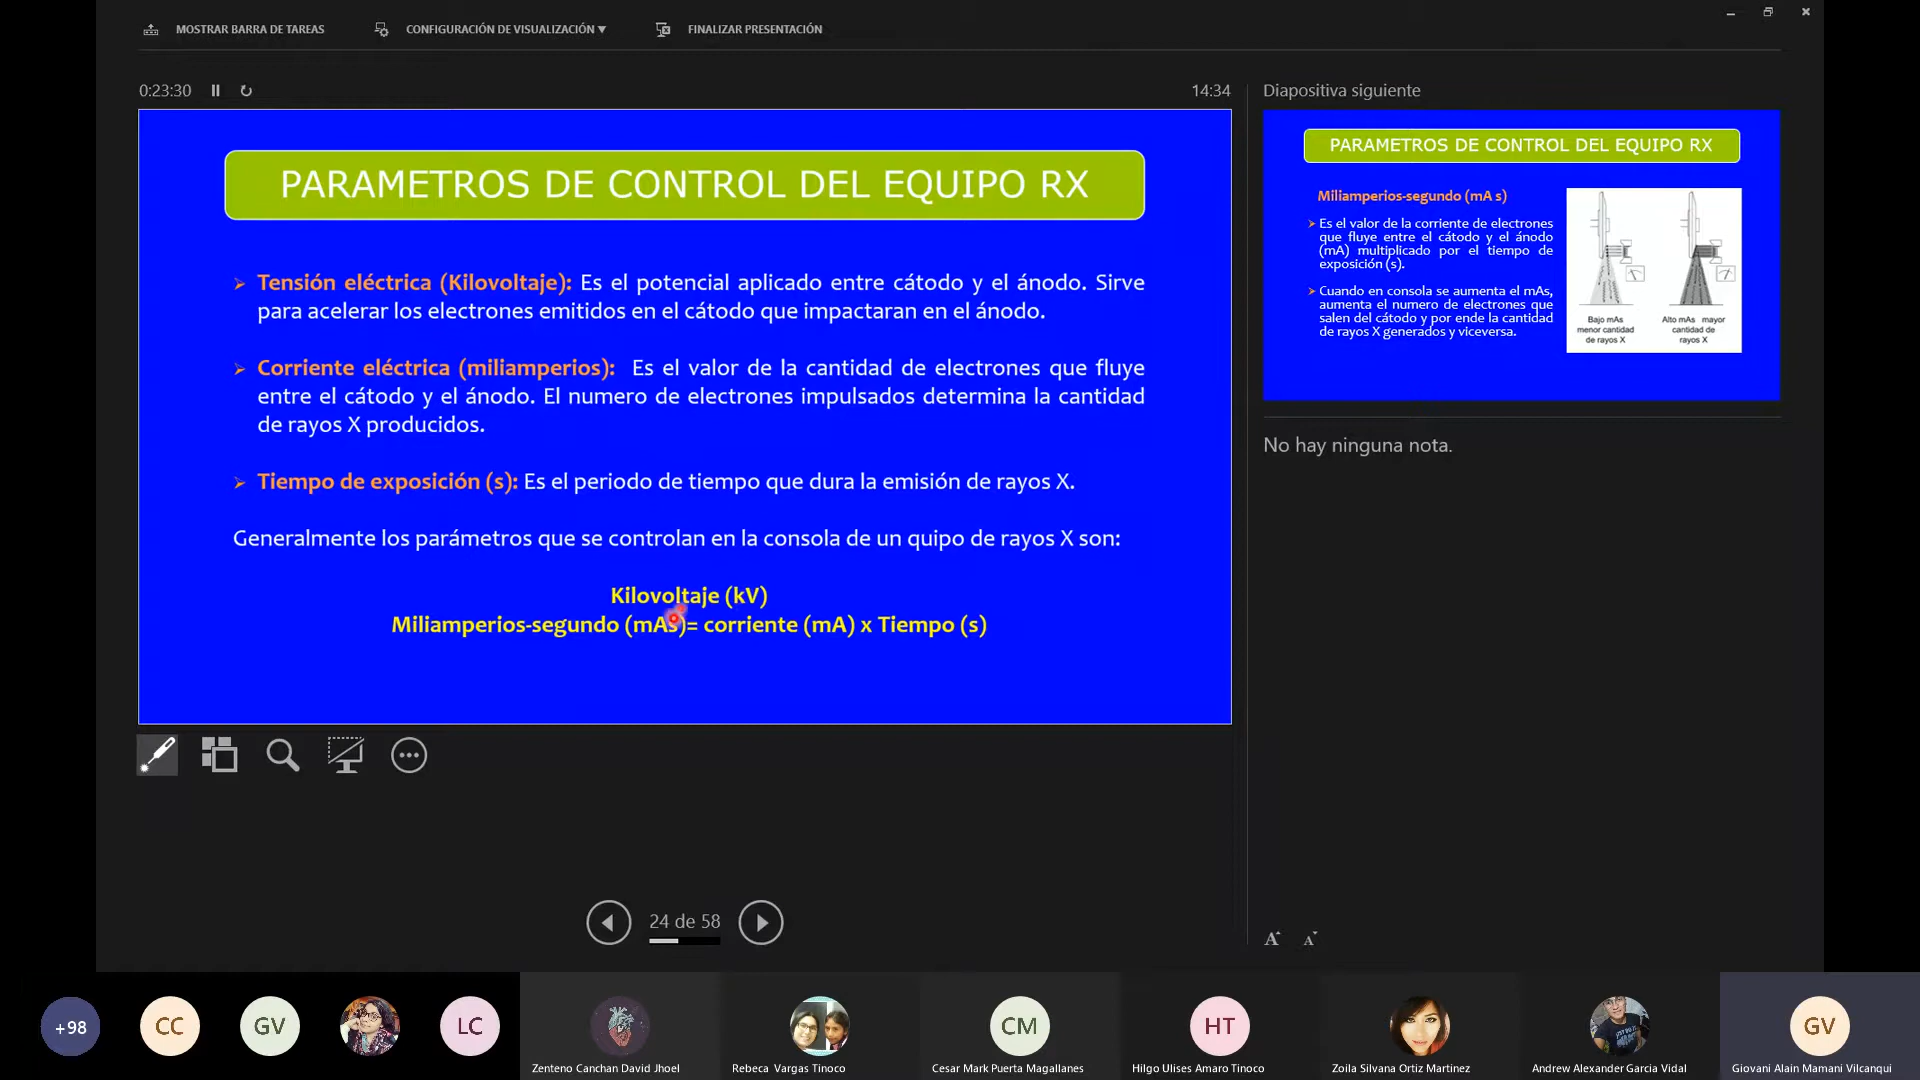 MOSTRAR BARRA DE TAREAS
CONFIGURACIÓN DE VISUALIZACIÓN ▼
FINALIZAR PRESENTACIÓN
0:23:30
14:34
PARAMETROS DE CONTROL DEL EQUIPO RX
Tensión eléctrica (Kilovoltaje): Es el potencial aplicado entre cátodo y el ánodo. Sirve
para acelerar los electrones emitidos en el cátodo que impactaran en el ánodo.
Corriente eléctrica (miliamperios): Es el valor de la cantidad de electrones que fluye
entre el cátodo y el ánodo. El numero de electrones impulsados determina la cantidad
de rayos X producidos.
Tiempo de exposición (s): Es el periodo de tiempo que dura la emisión de rayos X.
Generalmente los parámetros que se controlan en la consola de un quipo de rayos X son:
Kilovoltaje (kV)
Miliamperios-segundo (mAs)= corriente (mA) x Tiempo (s)
24 de 58
Diapositiva siguiente
PARAMETROS DE CONTROL DEL EQUIPO RX
Miliamperios-segundo (mA s)
Es el valor de la corriente de electrones
que fluye entre el cátodo y el ánodo
(mA) multiplicado por el tiempo de
exposición (s).
Cuando en consola se aumenta el mAs,
aumenta el numero de electrones que
salen del cátodo y por ende la cantidad
de rayos X generados y viceversa.
Bajo mAs
menor cantidad
de rayos X
Alto mAs mayor
cantidad de
rayos X
No hay ninguna nota.
A A
+98
CC
GV
LC
CM
HT
GV
Zenteno Canchan David Jhoel
Rebeca Vargas Tinoco
Cesar Mark Puerta Magallanes
Hilgo Ulises Amaro Tinoco
Zoila Silvana Ortiz Martinez
Andrew Alexander Garcia Vidal
Giovani Alain Mamani Vilcanqui